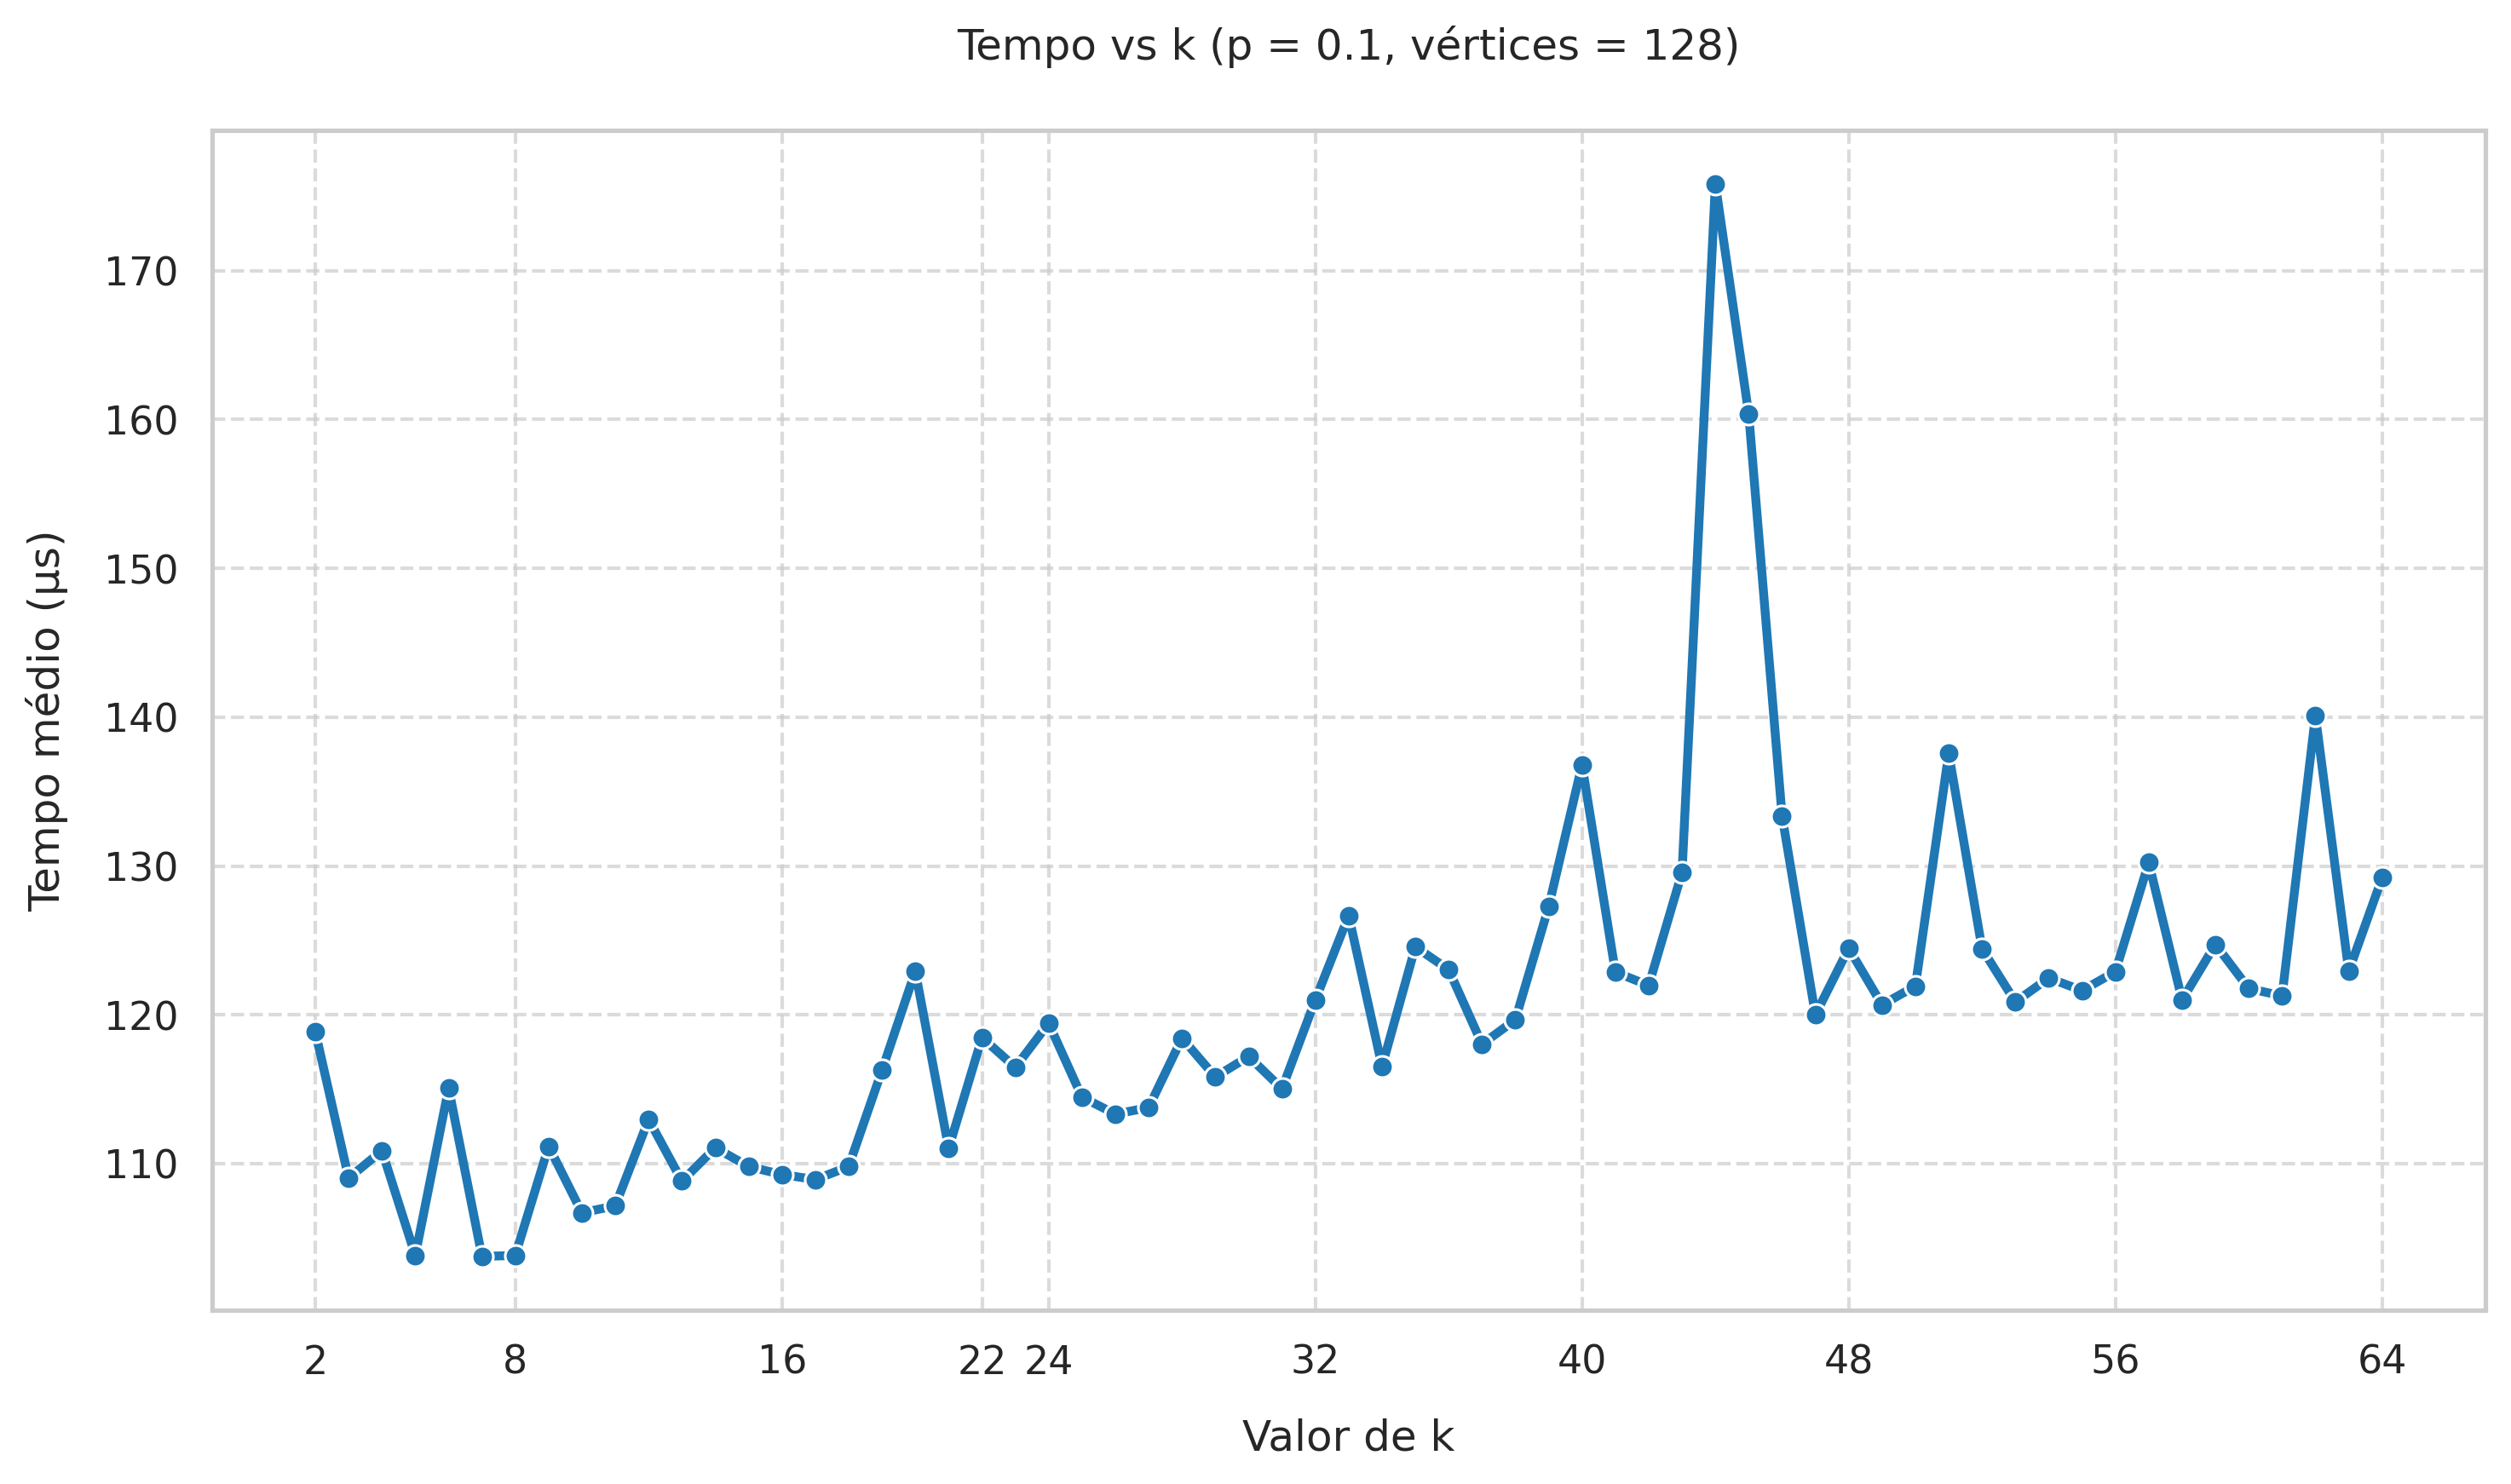 Tempo vs k (p = 0.1, vértices = 128)
Tempo médio (µs)
170
160
150
140
130
120
110
2 8 16 22 24 32 40 48 56 64
Valor de k